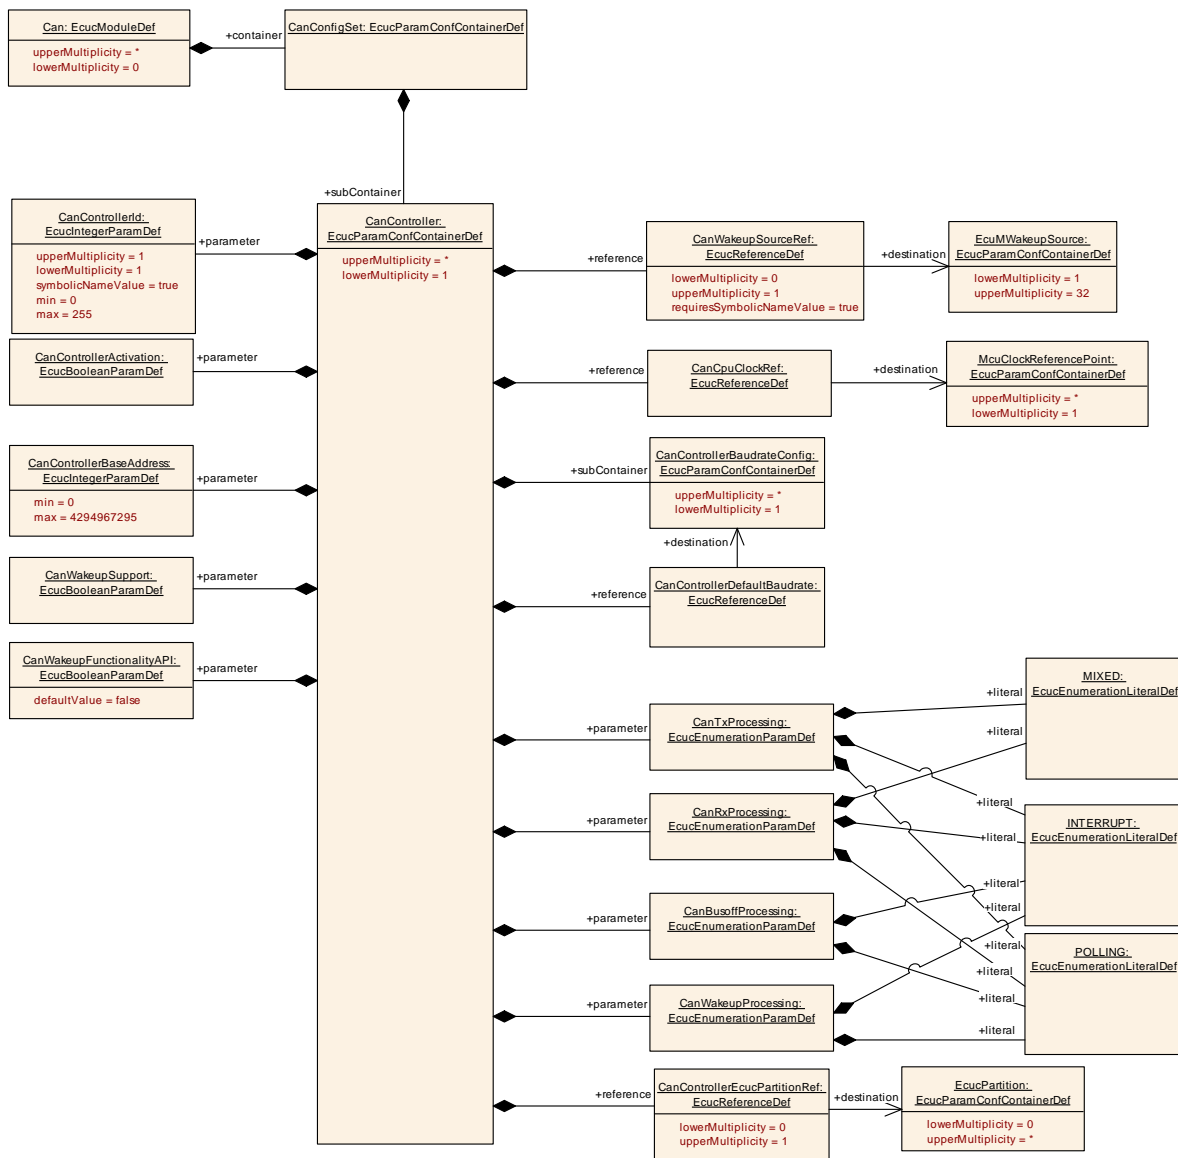 Can: EcucModuleDef
upperMultiplicity = *
lowerMultiplicity = 0
+container
CanConfigSet: EcucParamConfContainerDef
+subContainer
CanControllerId:
EcucIntegerParamDef
upperMultiplicity = 1
lowerMultiplicity = 1
symbolicNameValue = true
min = 0
max = 255
+parameter
CanControllerActivation:
EcucBooleanParamDef
+parameter
CanControllerBaseAddress:
EcucIntegerParamDef
min = 0
max = 4294967295
+parameter
CanWakeupSupport:
EcucBooleanParamDef
+parameter
CanWakeupFunctionalityAPI:
EcucBooleanParamDef
defaultValue = false
+parameter
CanController:
EcucParamConfContainerDef
upperMultiplicity = *
lowerMultiplicity = 1
+reference
CanWakeupSourceRef:
EcucReferenceDef
lowerMultiplicity = 0
upperMultiplicity = 1
requiresSymbolicNameValue = true
+destination
EcuMWakeupSource:
EcucParamConfContainerDef
lowerMultiplicity = 1
upperMultiplicity = 32
+reference
CanCpuClockRef:
EcucReferenceDef
+destination
McuClockReferencePoint:
EcucParamConfContainerDef
upperMultiplicity = *
lowerMultiplicity = 1
+subContainer
CanControllerBaudrateConfig:
EcucParamConfContainerDef
upperMultiplicity = *
lowerMultiplicity = 1
+destination
+reference
CanControllerDefaultBaudrate:
EcucReferenceDef
+parameter
CanTxProcessing:
EcucEnumerationParamDef
+parameter
CanRxProcessing:
EcucEnumerationParamDef
+parameter
CanBusoffProcessing:
EcucEnumerationParamDef
+parameter
CanWakeupProcessing:
EcucEnumerationParamDef
+literal
+literal
+literal
+literal
+literal
+literal
+literal
+literal
+literal
+literal
MIXED:
EcucEnumerationLiteralDef
INTERRUPT:
EcucEnumerationLiteralDef
POLLING:
EcucEnumerationLiteralDef
+reference
CanControllerEcucPartitionRef:
EcucReferenceDef
lowerMultiplicity = 0
upperMultiplicity = 1
+destination
EcucPartition:
EcucParamConfContainerDef
lowerMultiplicity = 0
upperMultiplicity = *